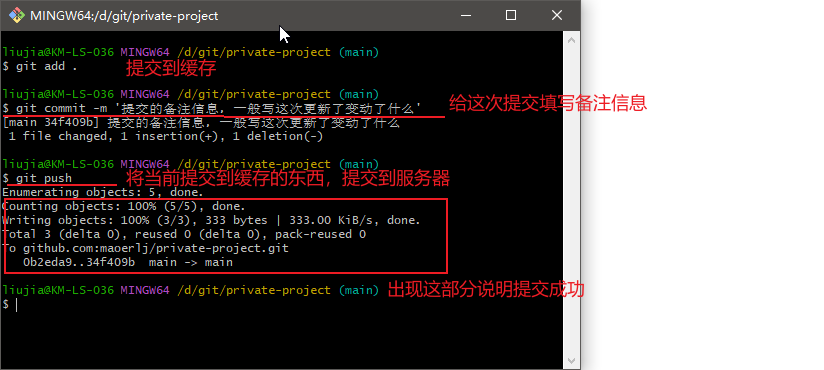 MINGW64:/d/git/private-project
liujia@KM-LS-036 MINGW64 /d/git/private-project (main)
$ git add .
提交到缓存
liujia@KM-LS-036 MINGW64 /d/git/private-project (main)
$ git commit -m '提交的备注信息，一般写这次更新了变动了什么'
给这次提交填写备注信息
[main 34f409b] 提交的备注信息，一般写这次更新了变动了什么
1 file changed, 1 insertion(+), 1 deletion(-)
liujia@KM-LS-036 MINGW64 /d/git/private-project (main)
$ git push
将当前提交到缓存的东西，提交到服务器
Enumerating objects: 5, done.
Counting objects: 100% (5/5), done.
Writing objects: 100% (3/3), 333 bytes | 333.00 KiB/s, done.
Total 3 (delta 0), reused 0 (delta 0), pack-reused 0
To github.com:maoerlj/private-project.git
0b2eda9..34f409b main -> main
liujia@KM-LS-036 MINGW64 /d/git/private-project (main)
出现这部分说明提交成功
$